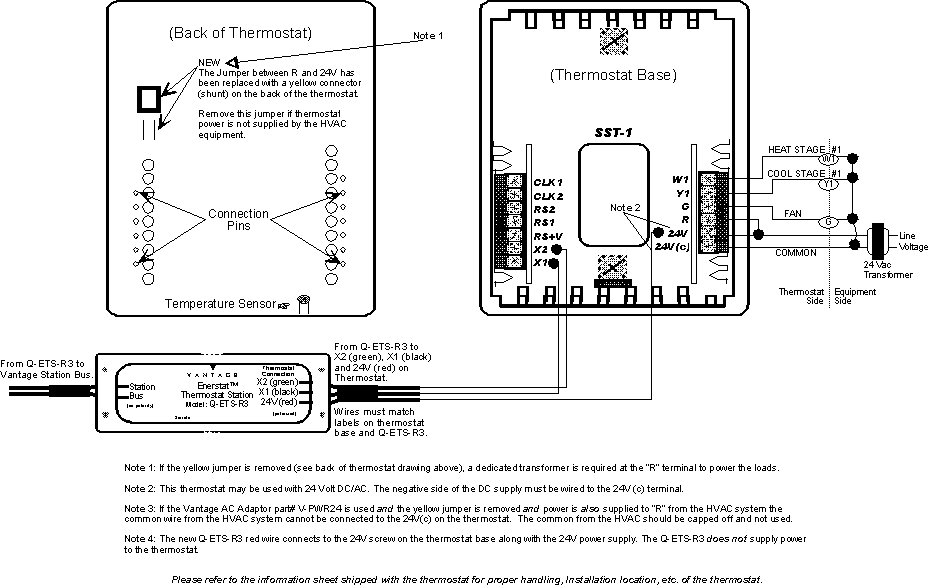 (Back of Thermostat)
Note 1
NEW
The Jumper between R and 24V has
been replaced with a yellow connector
(shunt) on the back of the thermostat.
Remove this jumper if thermostat
power is not supplied by the HVAC
equipment.
Connection
Pins
Temperature Sensor
(Thermostat Base)
SST-1
CLK1
CLK2
RS2
RS1
RS+V
X2
X1
Note 2
W1
Y1
G
R
24V
24V(c)
HEAT STAGE #1
W1
COOL STAGE #1
Y1
FAN
G
COMMON
Line
Voltage
24 Vac
Transformer
Thermostat
Side
Equipment
Side
From Q-ETS-R3 to
Vantage Station Bus.
Station
Bus
(no polarity)
VANTAGE
Enerstat™
Thermostat Station
Model: Q-ETS-R3
Thermostat
Connection
X2 (green)
X1 (black)
24V(red)
From Q-ETS-R3 to
X2 (green), X1 (black)
and 24V (red) on
Thermostat.
Wires must match
labels on thermostat
base and Q-ETS-R3.
Note 1: If the yellow jumper is removed (see back of thermostat drawing above), a dedicated transformer is required at the "R" terminal to power the loads.
Note 2: This thermostat may be used with 24 Volt DC/AC. The negative side of the DC supply must be wired to the 24V (c) terminal.
Note 3: If the Vantage AC Adaptor part# V-PWR24 is used and the yellow jumper is removed and power is also supplied to "R" from the HVAC system the
common wire from the HVAC system cannot be connected to the 24V(c) on the thermostat. The common from the HVAC should be capped off and not used.
Note 4: The new Q-ETS-R3 red wire connects to the 24V screw on the thermostat base along with the 24V power supply. The Q-ETS-R3 does not supply power
to the thermostat.
Please refer to the information sheet shipped with the thermostat for proper handling, Installation location, etc. of the thermostat.